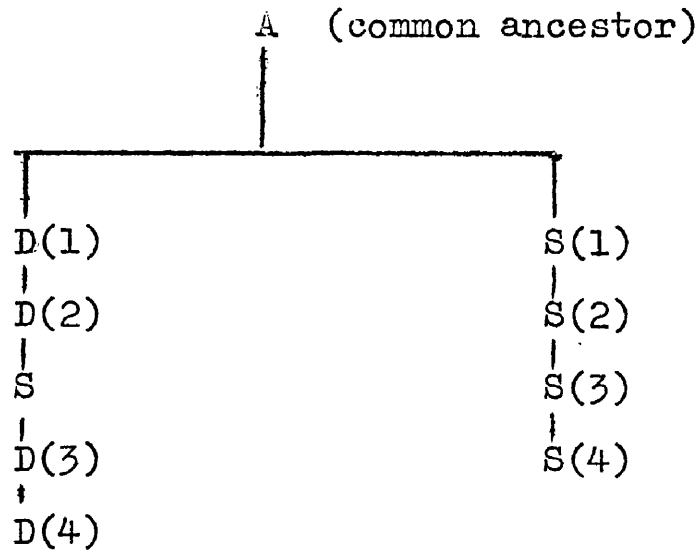 A (common ancestor)
D(1) S(1)
D(2) S(2)
S S(3)
D(3) S(4)
D(4)